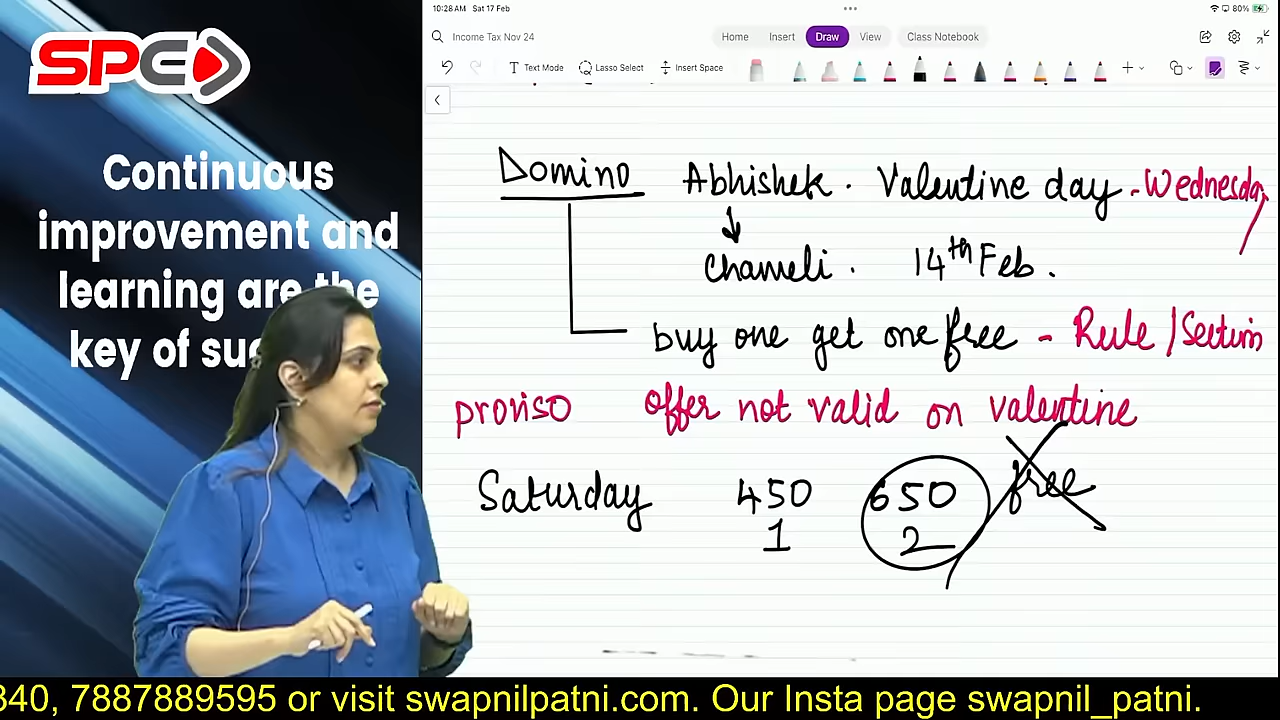 SPC
Continuous
improvement and
learning are the
key of suc
10:28 AM Sat 17 Feb
80%
Income Tax Nov 24
Home Insert Draw View Class Notebook
Text Mode Lasso Select Insert Space
Domino Abhishek. Valentine day - Wednesday
Chameli. 14th Feb.
buy one get one free - Rule / Section
proviso offer not valid on valentine
Saturday 450 650 free
1 2
340, 7887889595 or visit swapnilpatni.com. Our Insta page swapnil_patni.